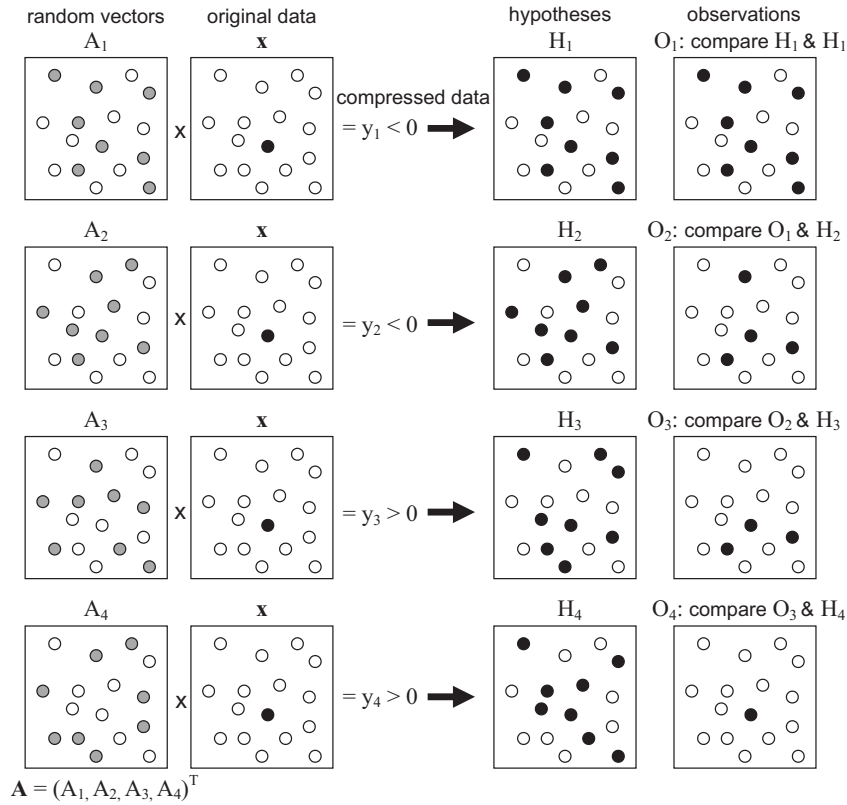 random vectors original data hypotheses observations
A₁ x H₁ O₁: compare H₁ & H₁
compressed data
x = y₁ < 0
A₂ x H₂ O₂: compare O₁ & H₂
x = y₂ < 0
A₃ x H₃ O₃: compare O₂ & H₃
x = y₃ > 0
A₄ x H₄ O₄: compare O₃ & H₄
x = y₄ > 0
A = (A₁, A₂, A₃, A₄)ᵀ